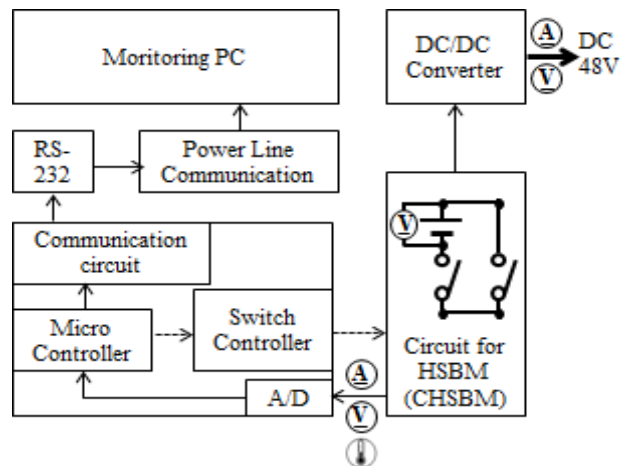 Moritoring PC
DC/DC
Converter
A
V
DC
48V
RS-
232
Power Line
Communication
V
Communication
circuit
Micro
Controller
Switch
Controller
Circuit for
HSBM
(CHSBM)
A/D
A
V